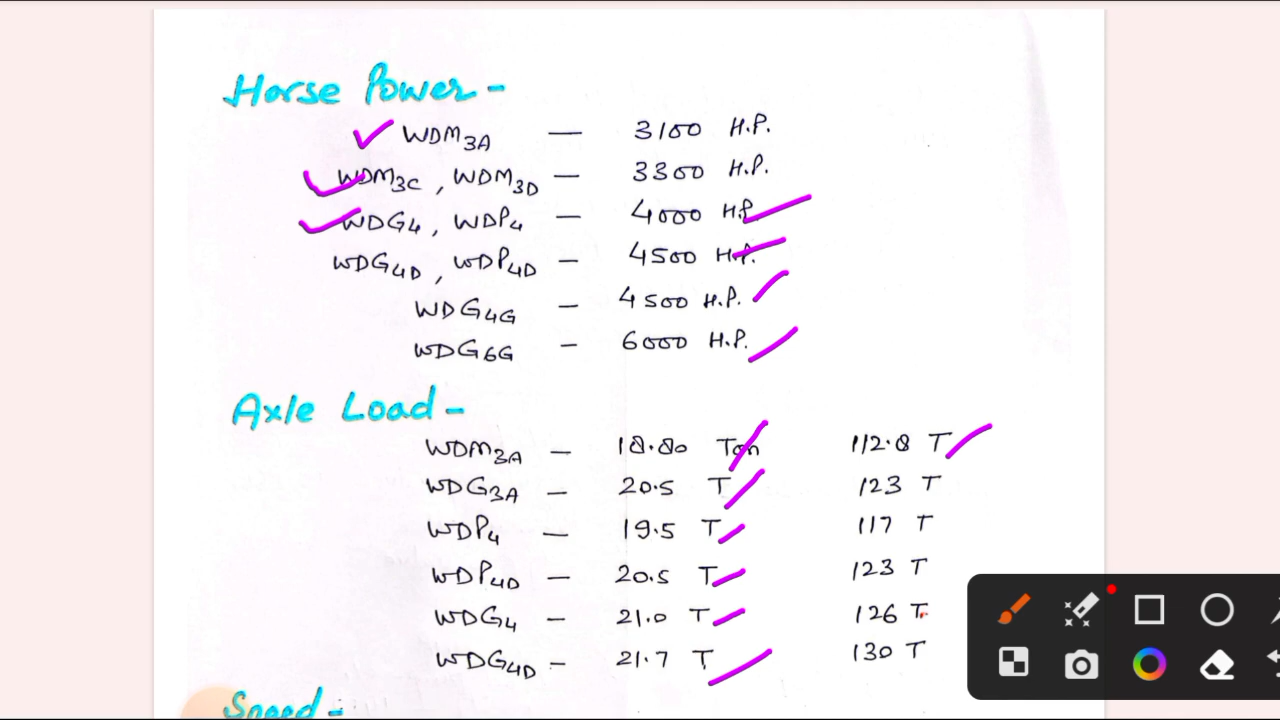 Horse Power -
WDM3A — 3100 H.P.
WDM3C, WDM3D — 3300 H.P.
WDG4, WDP4 — 4000 H.P.
WDG4D, WDP4D — 4500 H.P.
WDG4G — 4500 H.P.
WDG6G — 6000 H.P.
Axle Load -
WDM3A — 18.80 Ton 112.8 T
WDG3A — 20.5 T 123 T
WDP4 — 19.5 T 117 T
WDP4D — 20.5 T 123 T
WDG4 — 21.0 T 126 T
WDG4D — 21.7 T 130 T
Speed -